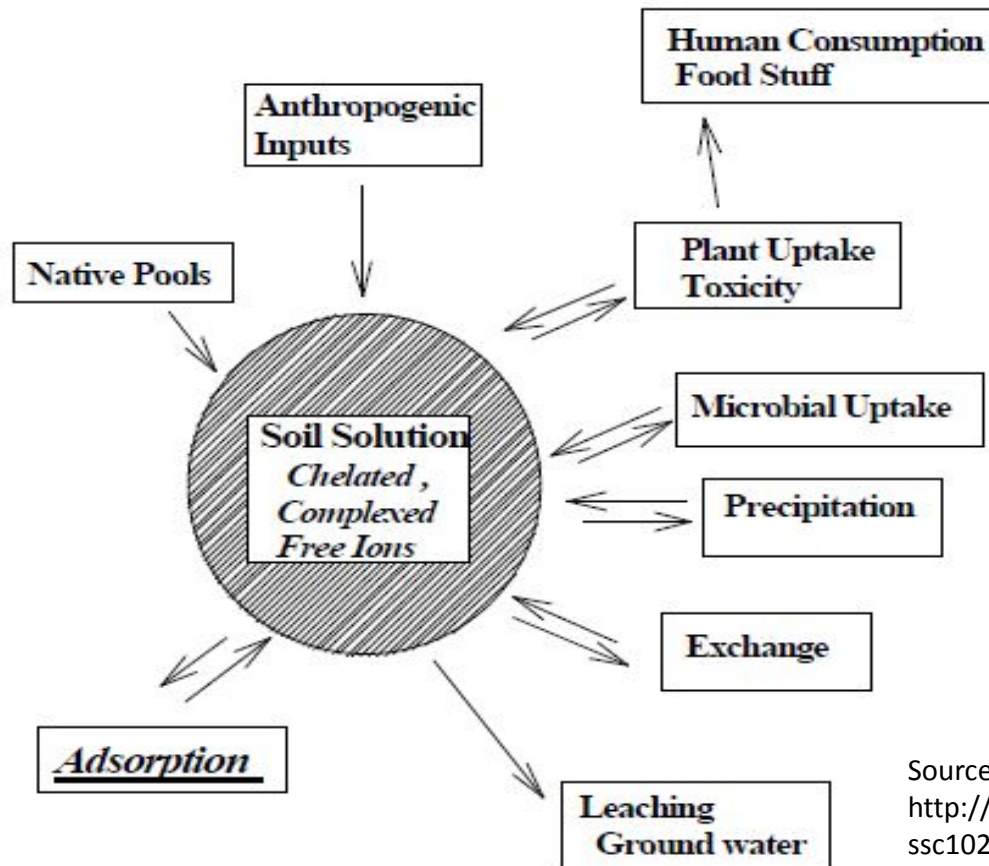 Human Consumption
Food Stuff
Anthropogenic
Inputs
Plant Uptake
Toxicity
Native Pools
Microbial Uptake
Soil Solution
Chelated ,
Complexed
Free Ions
Precipitation
Exchange
Adsorption
Leaching
Ground water
Source
http://
ssc102